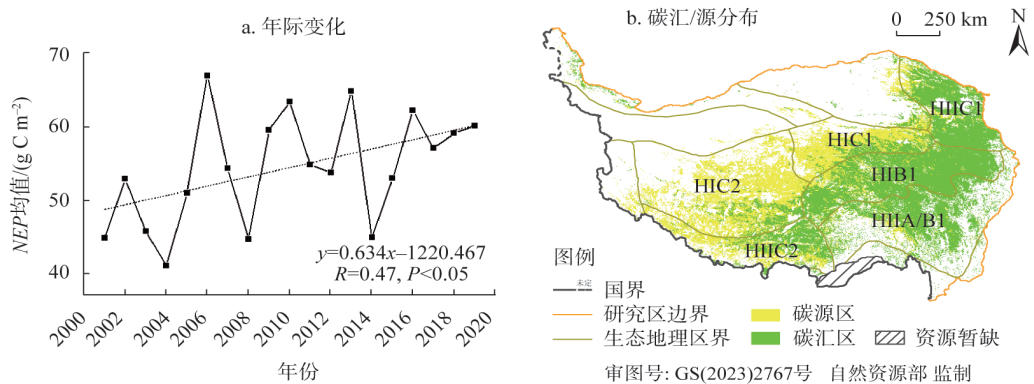 a. 年际变化
NEP均值/(g C m⁻²)
70
60
50
40
y=0.634x–1220.467
R=0.47, P<0.05
2000
2002
2004
2006
2008
2010
2012
2014
2016
2018
2020
年份
b. 碳汇/源分布
0 250 km
N
HIIC1
HIC1
HIC2
HIB1
HIIA/B1
HIIC2
图例
未定
国界
研究区边界
碳源区
生态地理区界
碳汇区
资源暂缺
审图号: GS(2023)2767号 自然资源部 监制